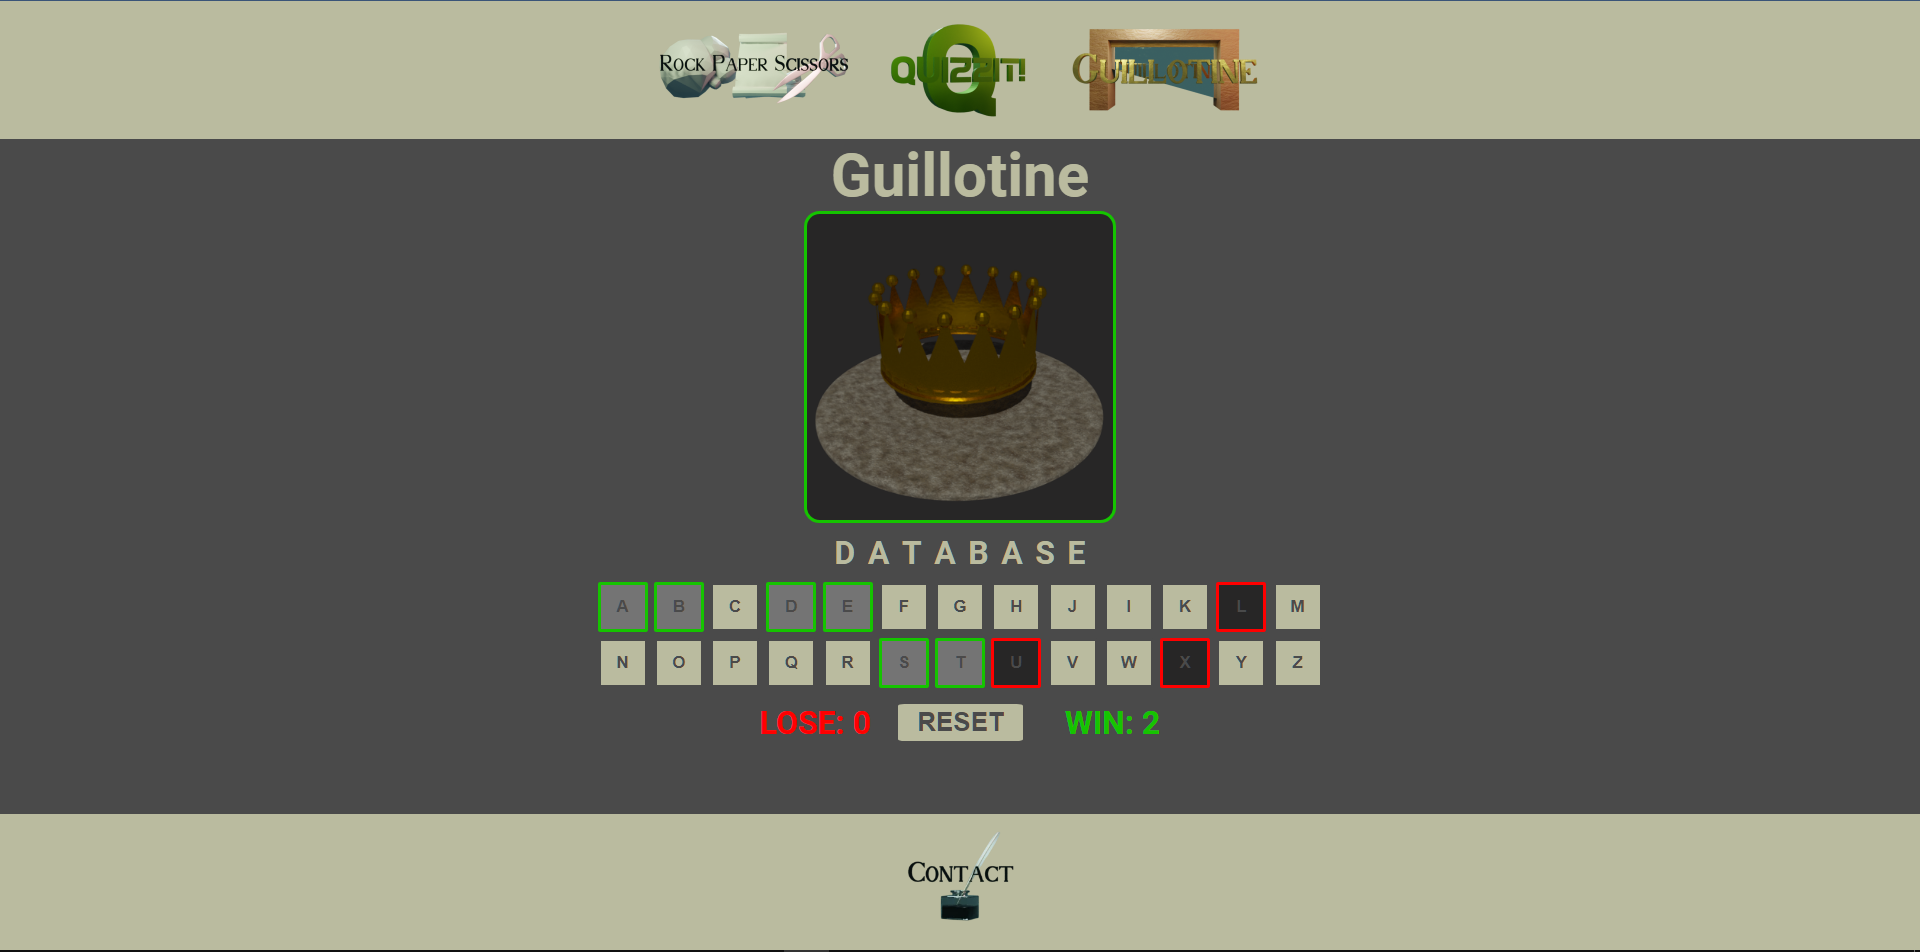 Rock Paper Scissors
QUIZZIT!
Guillotine
Guillotine
DATABASE
A B C D E F G H J I K L M
N O P Q R S T U V W X Y Z
LOSE: 0 RESET WIN: 2
Contact